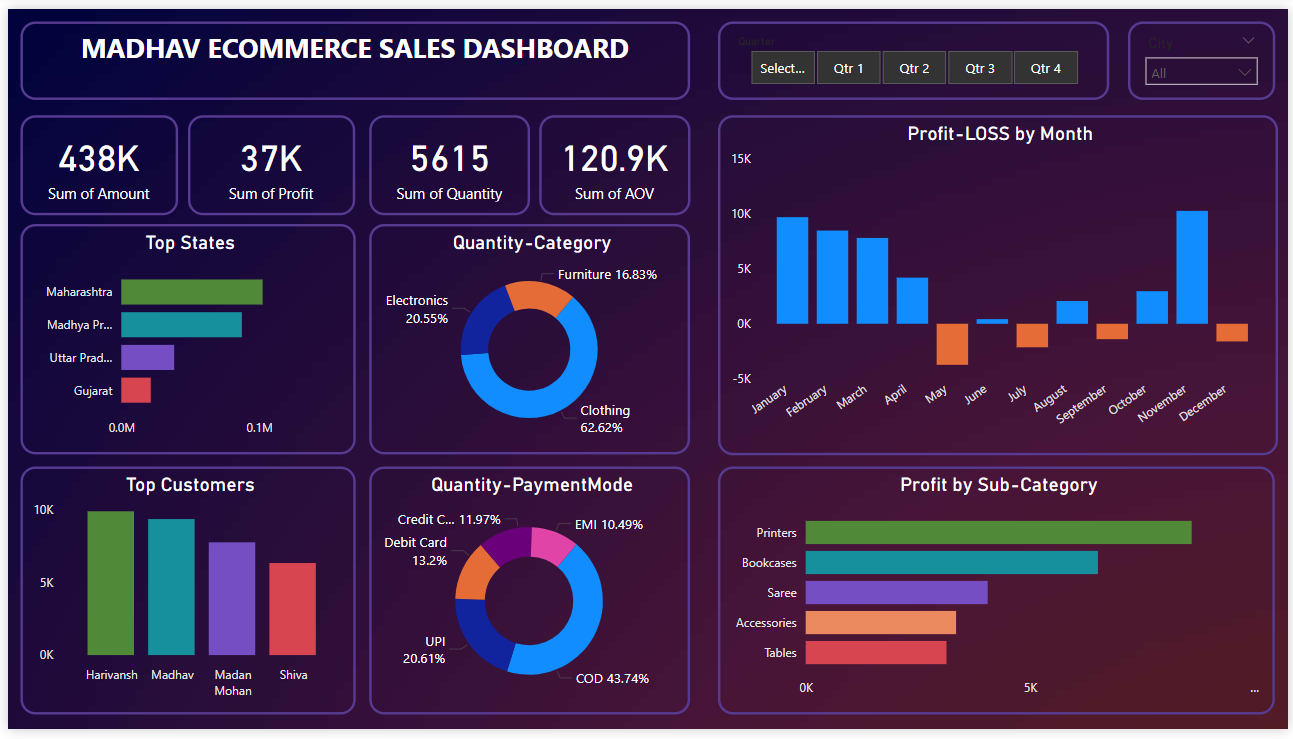 MADHAV ECOMMERCE SALES DASHBOARD
Quarter
Select...
Qtr 1
Qtr 2
Qtr 3
Qtr 4
City
All
438K
Sum of Amount
37K
Sum of Profit
5615
Sum of Quantity
120.9K
Sum of AOV
Profit-LOSS by Month
15K
10K
5K
0K
-5K
January
February
March
April
May
June
July
August
September
October
November
December
Top States
Maharashtra
Madhya Pr...
Uttar Prad...
Gujarat
0.0M
0.1M
Quantity-Category
Furniture 16.83%
Electronics
20.55%
Clothing
62.62%
Top Customers
10K
5K
0K
Harivansh
Madhav
Madan
Mohan
Shiva
Quantity-PaymentMode
Credit C... 11.97%
EMI 10.49%
Debit Card
13.2%
UPI
20.61%
COD 43.74%
Profit by Sub-Category
Printers
Bookcases
Saree
Accessories
Tables
0K
5K
...